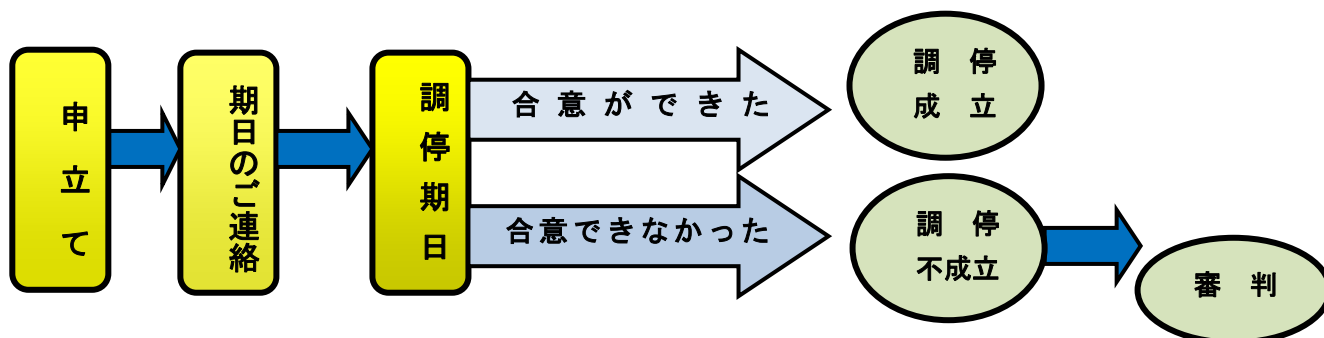 申立て
期日のご連絡
調停期日
合意ができた
調停
成立
合意できなかった
調停
不成立
審判